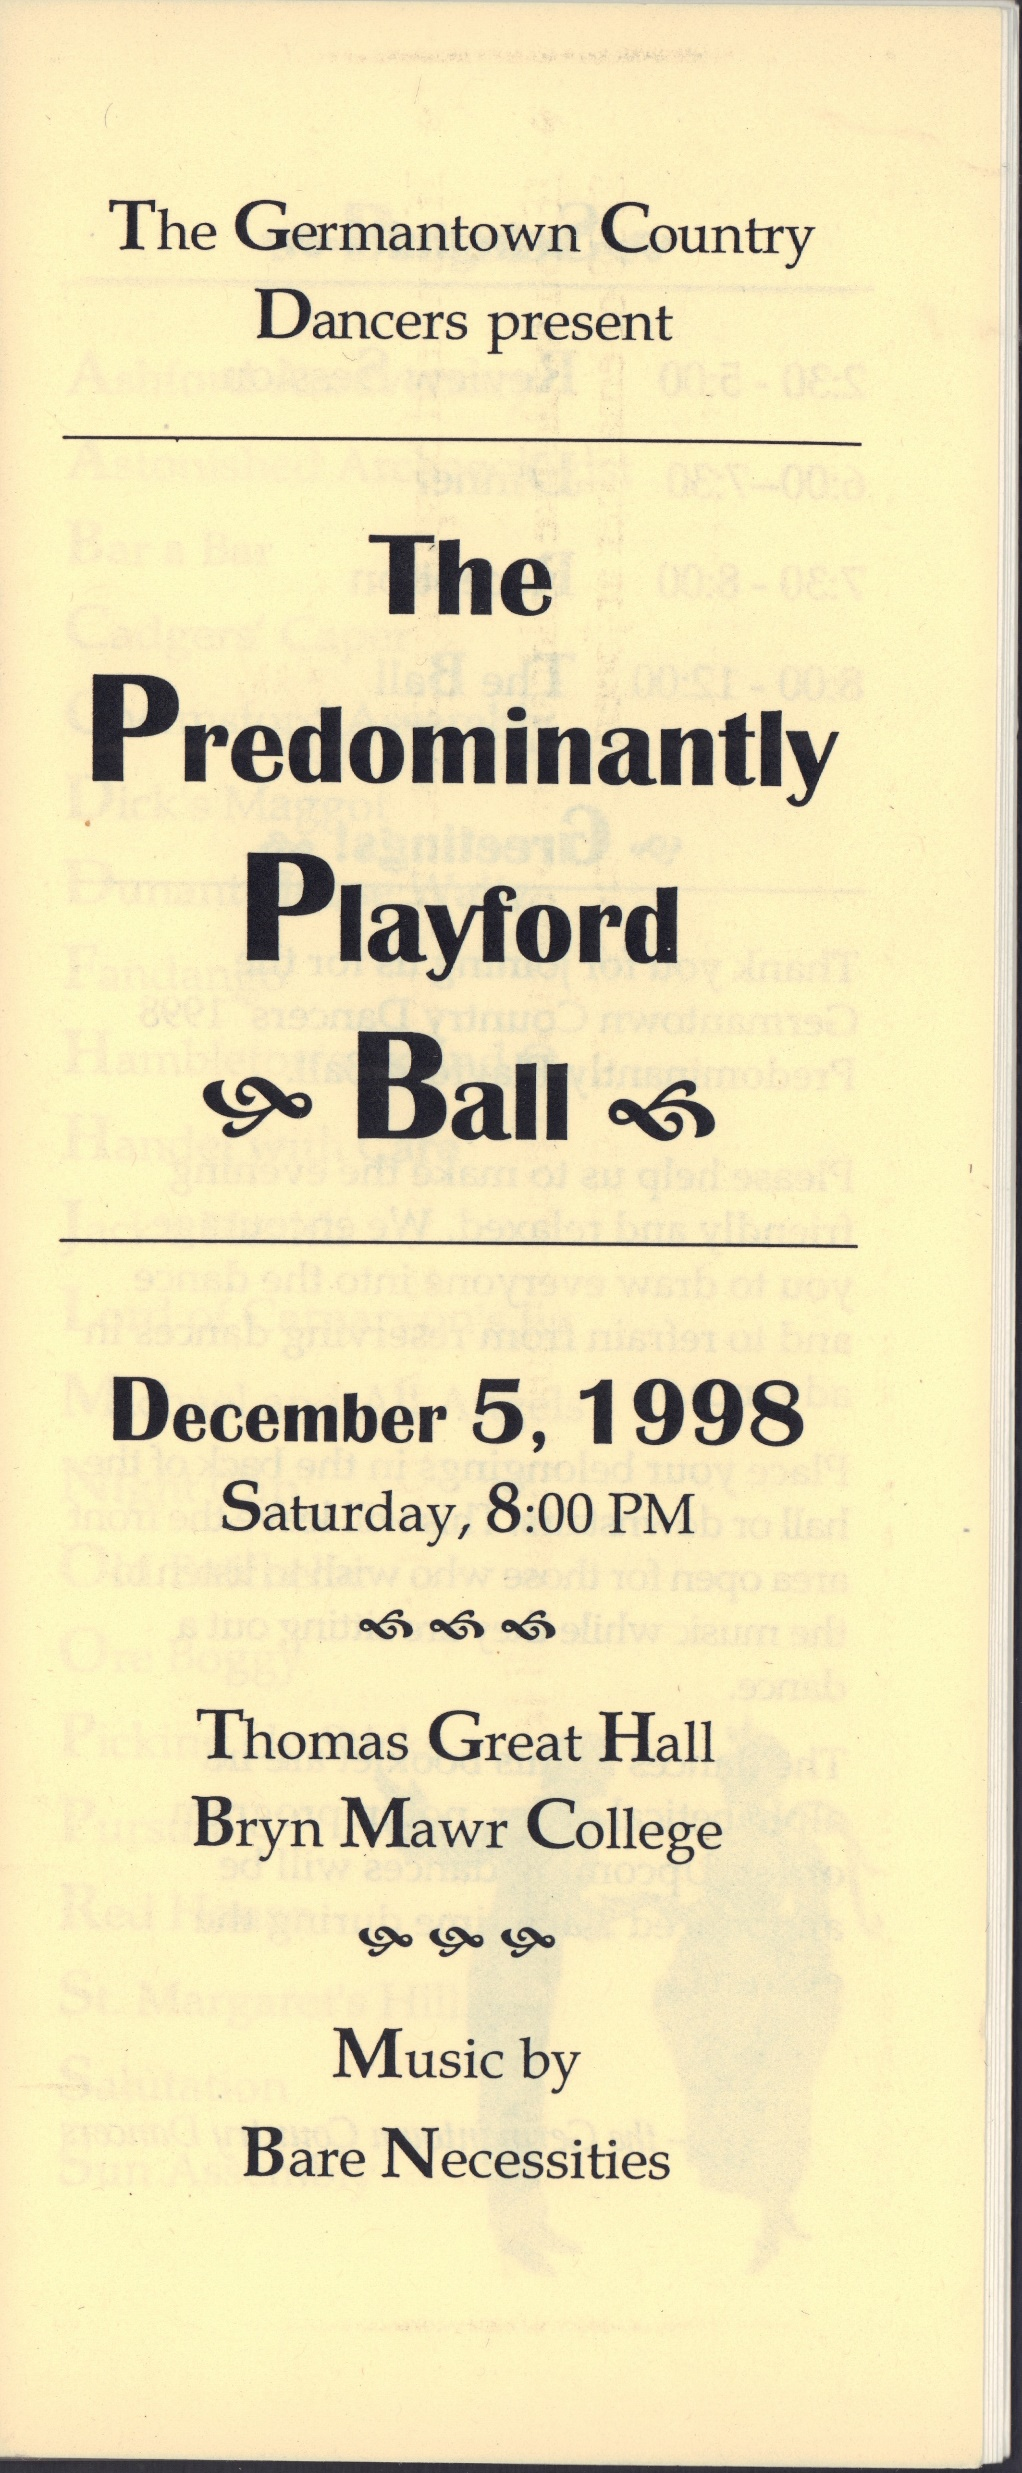 The Germantown Country
Dancers present
The
Predominantly
Playford
Ball
December 5, 1998
Saturday, 8:00 PM
Thomas Great Hall
Bryn Mawr College
Music by
Bare Necessities